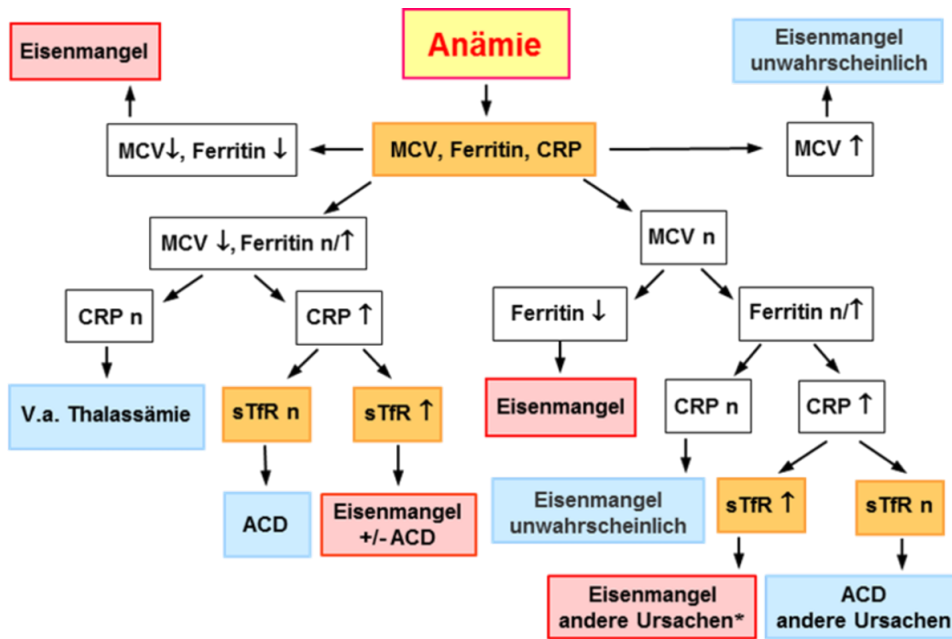 Anämie
Eisenmangel
Eisenmangel
unwahrscheinlich
MCV↓, Ferritin ↓
MCV, Ferritin, CRP
MCV ↑
MCV ↓, Ferritin n/↑
MCV n
CRP n
CRP ↑
Ferritin ↓
Ferritin n/↑
V.a. Thalassämie
sTfR n
sTfR ↑
Eisenmangel
CRP n
CRP ↑
ACD
Eisenmangel
+/- ACD
Eisenmangel
unwahrscheinlich
sTfR ↑
sTfR n
Eisenmangel
andere Ursachen*
ACD
andere Ursachen